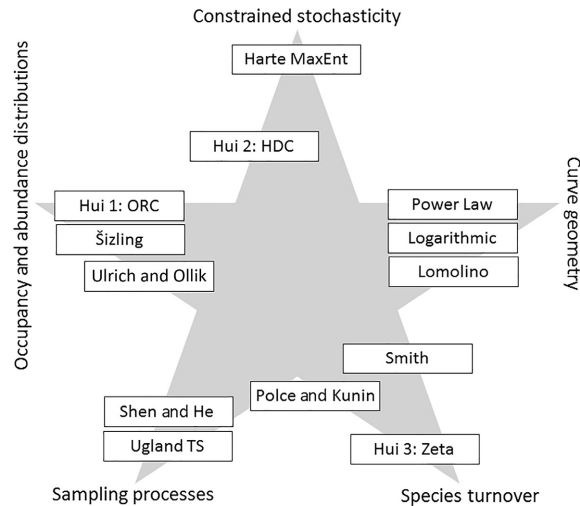 Constrained stochasticity
Harte MaxEnt
Hui 2: HDC
Occupancy and abundance distributions
Hui 1: ORC
Šizling
Ulrich and Ollik
Power Law
Logarithmic
Lomolino
Curve geometry
Smith
Polce and Kunin
Shen and He
Ugland TS
Hui 3: Zeta
Sampling processes
Species turnover